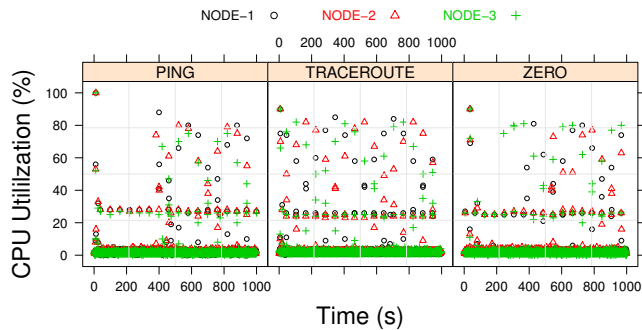 NODE−1 NODE−2 NODE−3
0 200 400 600 800 1000
PING TRACEROUTE ZERO
100
80
60
40
20
0
CPU Utiliization (%)
0 200 400 600 800 1000 0 200 400 600 800 1000
Time (s)